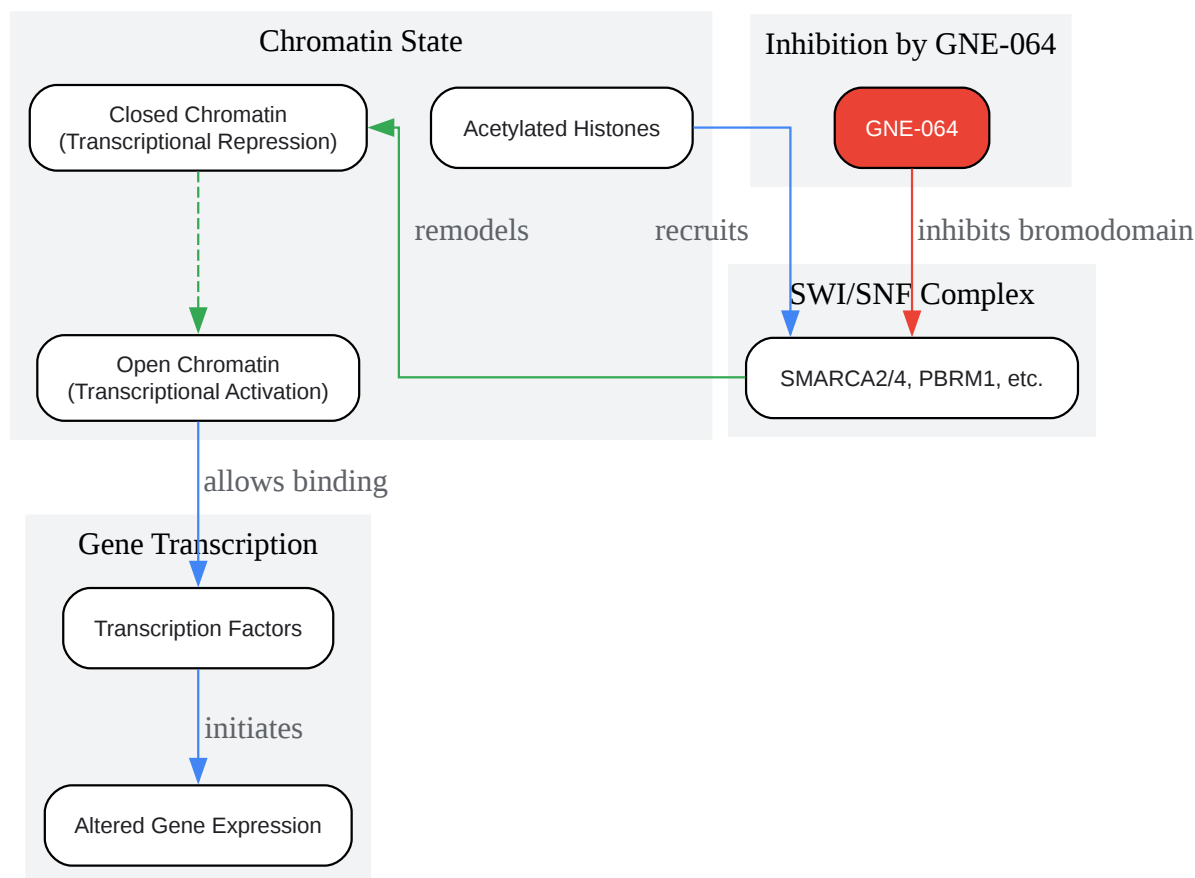 Chromatin State
Inhibition by GNE-064
Closed Chromatin
(Transcriptional Repression)
Acetylated Histones
GNE-064
remodels
recruits
inhibits bromodomain
SWI/SNF Complex
Open Chromatin
(Transcriptional Activation)
SMARCA2/4, PBRM1, etc.
allows binding
Gene Transcription
Transcription Factors
initiates
Altered Gene Expression